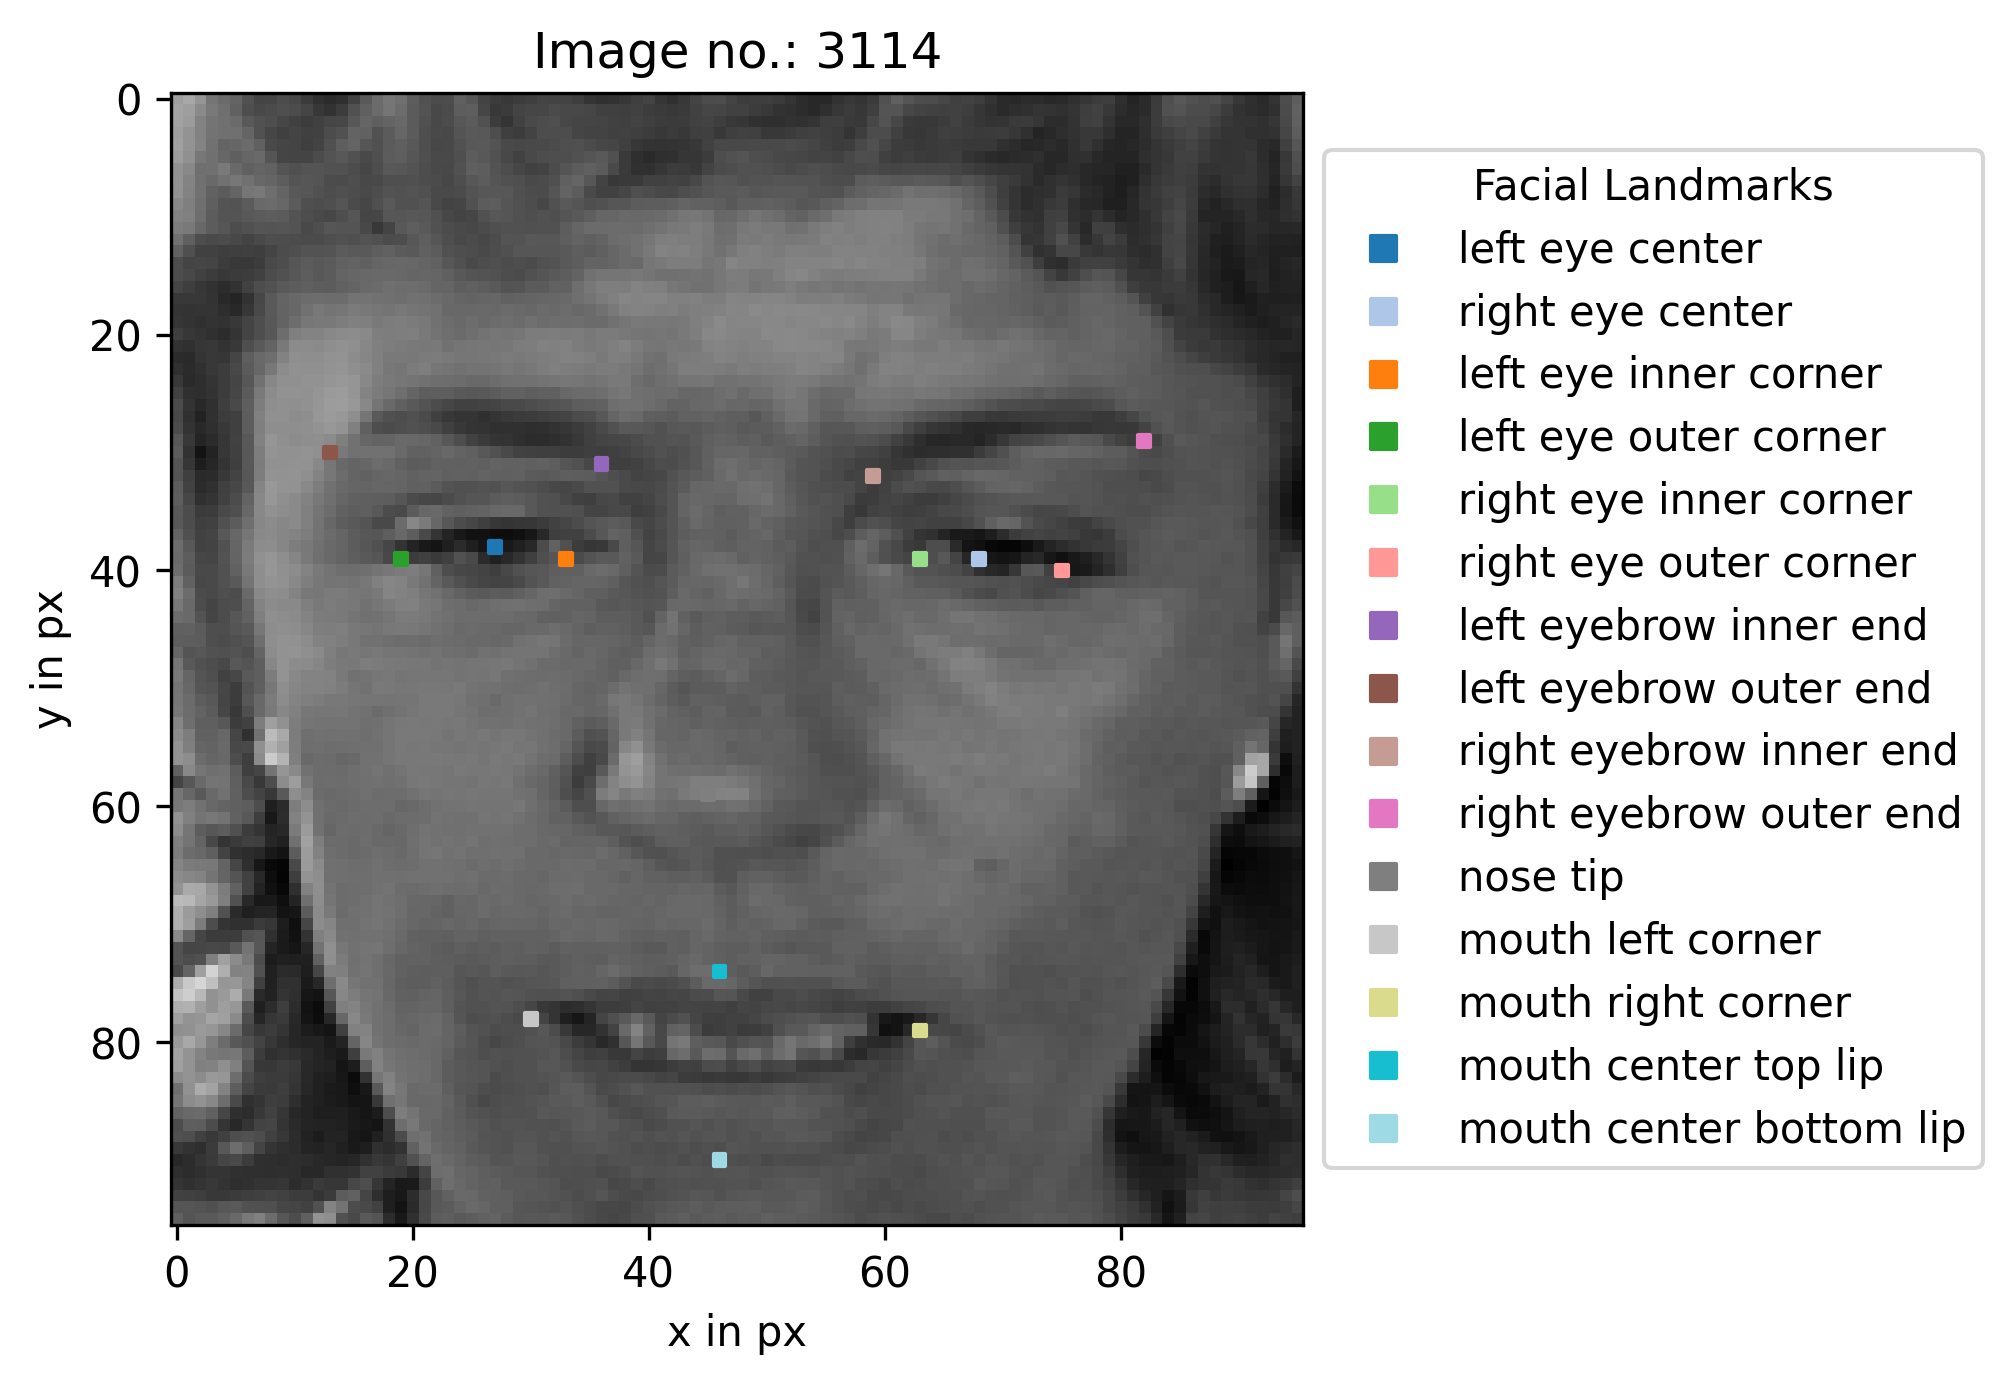 Image no.: 3114
0
20
40
60
80
y in px
0
20
40
60
80
x in px
Facial Landmarks
left eye center
right eye center
left eye inner corner
left eye outer corner
right eye inner corner
right eye outer corner
left eyebrow inner end
left eyebrow outer end
right eyebrow inner end
right eyebrow outer end
nose tip
mouth left corner
mouth right corner
mouth center top lip
mouth center bottom lip